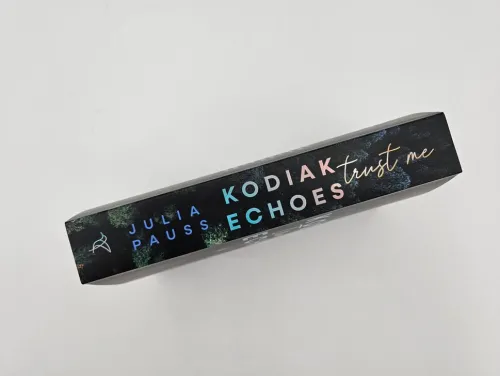 JULIA
PAUSS
KODIAK
ECHOES
trust me